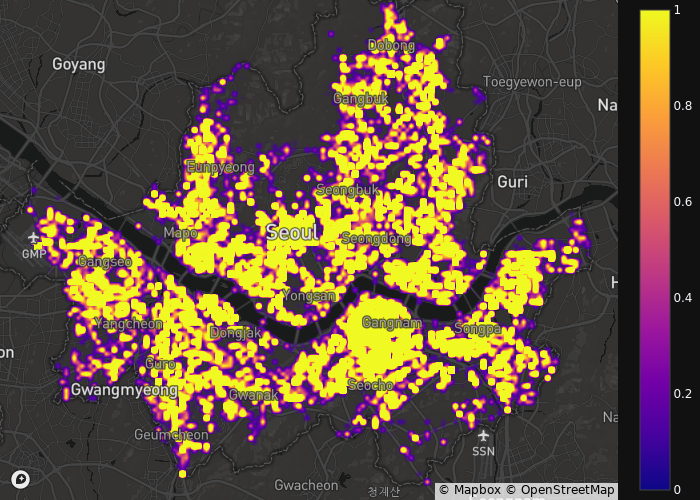 Dobong
1
Goyang
Toegyewon-eup
Gangbuk
Na
0.8
Eunpyeong
Seongbuk
Guri
0.6
Mapo
Seoul
Seongdong
GMP
Gangseo
H
Yongsan
0.4
Yangcheon
Dongjak
Gangnam
Songpa
on
Guro
Gwangmyeong
Gwanak
Seocho
0.2
Na
Geumcheon
SSN
Gwacheon
청계산
© Mapbox © OpenStreetMap
0